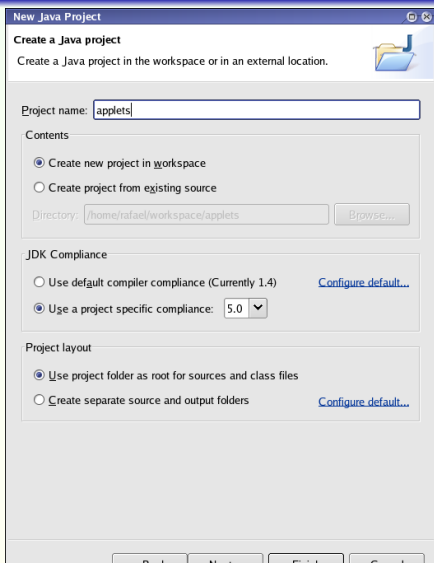 New Java Project
Create a Java project
Create a Java project in the workspace or in an external location.
Project name: applets
Contents
Create new project in workspace
Create project from existing source
Directory: /home/rafael/workspace/applets Browse...
JDK Compliance
Use default compiler compliance (Currently 1.4) Configure default...
Use a project specific compliance: 5.0
Project layout
Use project folder as root for sources and class files
Create separate source and output folders Configure default...